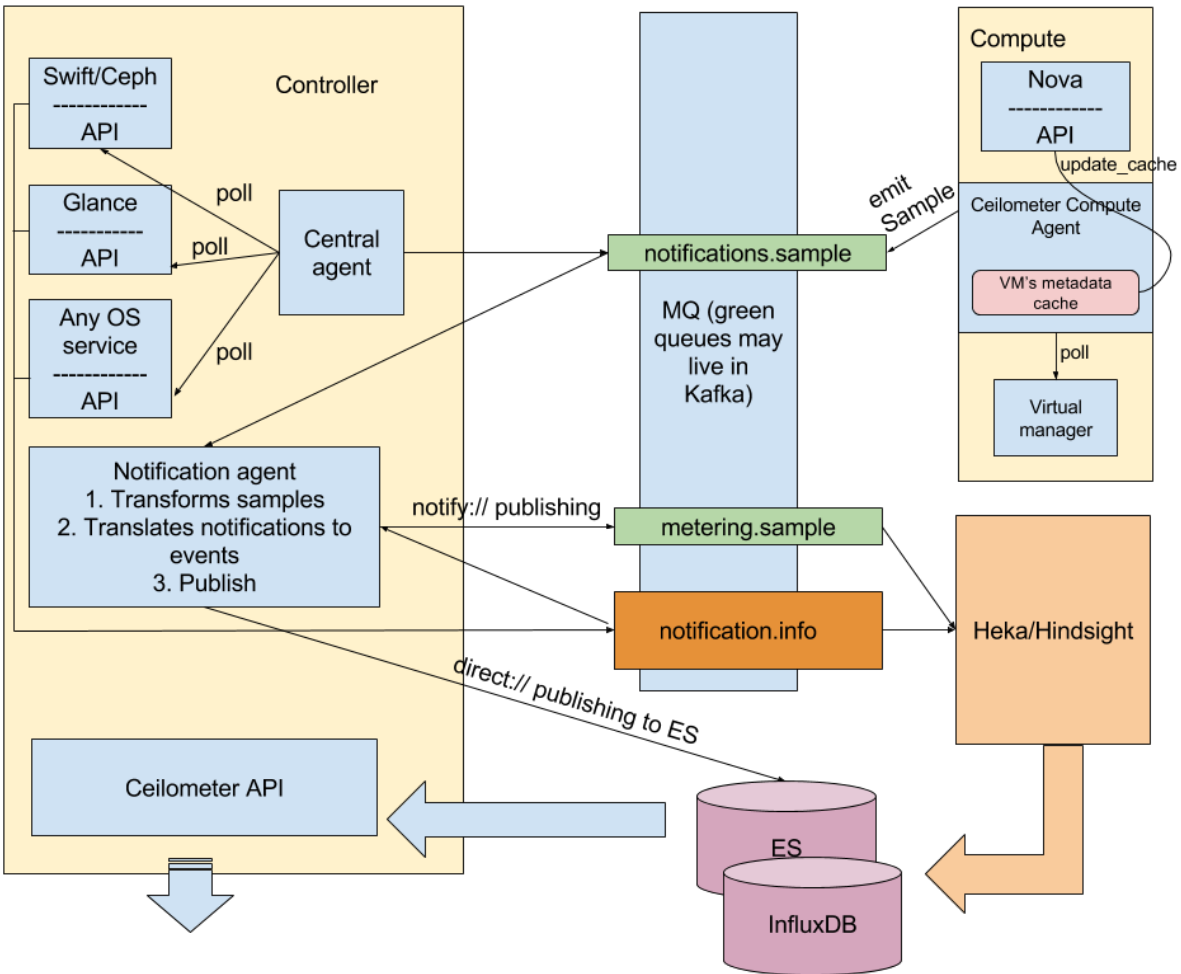 Controller
Swift/Ceph
------------
API
Glance
-----------
API
Any OS
service
------------
API
poll
poll
poll
Central
agent
Notification agent
1. Transforms samples
2. Translates notifications to
events
3. Publish
Ceilometer API
notifications.sample
MQ (green
queues may
live in
Kafka)
notify:// publishing
metering.sample
notification.info
direct:// publishing to ES
ES
InfluxDB
emit
Sample
Compute
Nova
------------
API
update_cache
Ceilometer Compute
Agent
VM's metadata
cache
poll
Virtual
manager
Heka/Hindsight